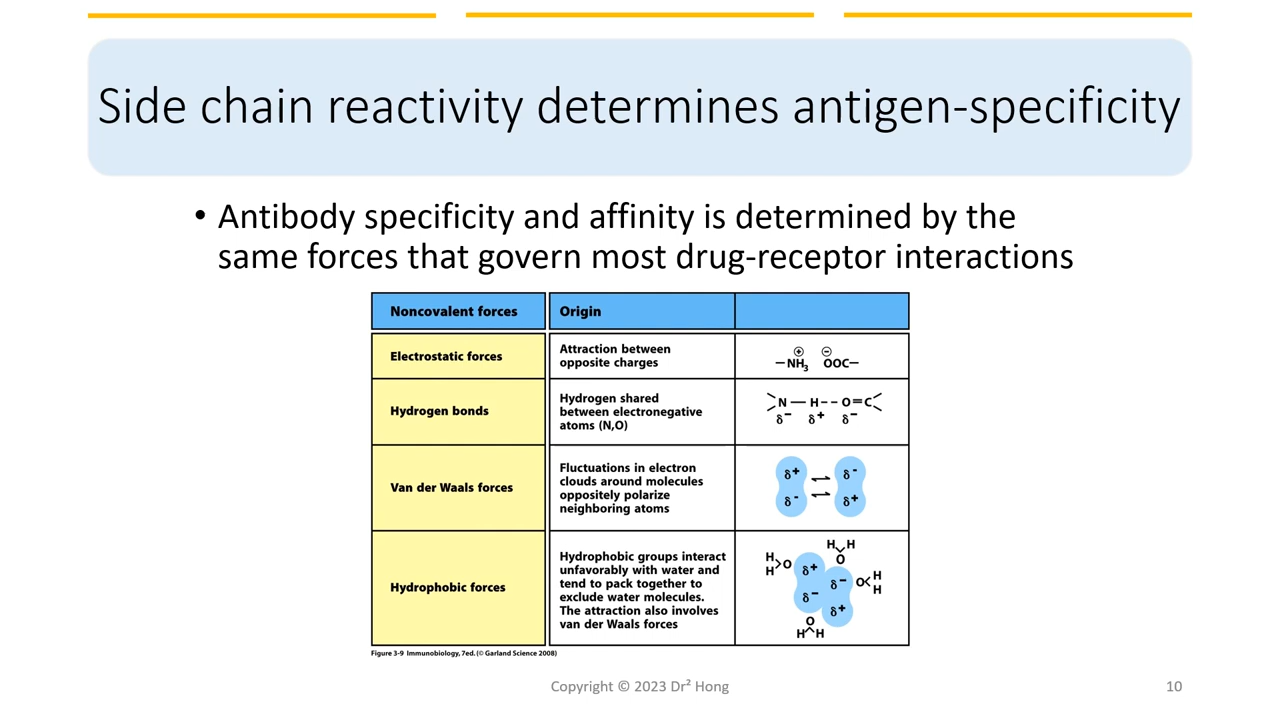 Side chain reactivity determines antigen-specificity
• Antibody specificity and affinity is determined by the
same forces that govern most drug-receptor interactions
Noncovalent forces
Origin
Electrostatic forces
Attraction between
opposite charges
⊕ ⊖
—NH3 OOC—
Hydrogen bonds
Hydrogen shared
between electronegative
atoms (N,O)
N — H - - O = C
δ− δ+ δ−
Van der Waals forces
Fluctuations in electron
clouds around molecules
oppositely polarize
neighboring atoms
δ+ ⇌ δ-
δ- ⇌ δ+
Hydrophobic forces
Hydrophobic groups interact
unfavorably with water and
tend to pack together to
exclude water molecules.
The attraction also involves
van der Waals forces
H H
O
H
H
O
δ+
δ−
O
H
H
δ−
δ+
O
H H
Figure 3-9 Immunobiology, 7ed. (© Garland Science 2008)
Copyright © 2023 Dr² Hong
10